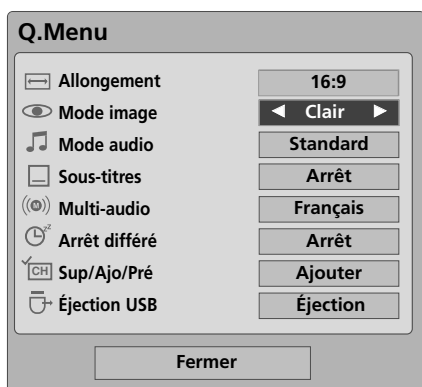 Q.Menu
Allongement 16:9
Mode image ◄ Clair ►
Mode audio Standard
Sous-titres Arrêt
((M)) Multi-audio Français
zz Arrêt différé Arrêt
CH Sup/Ajo/Pré Ajouter
Éjection USB Éjection
Fermer